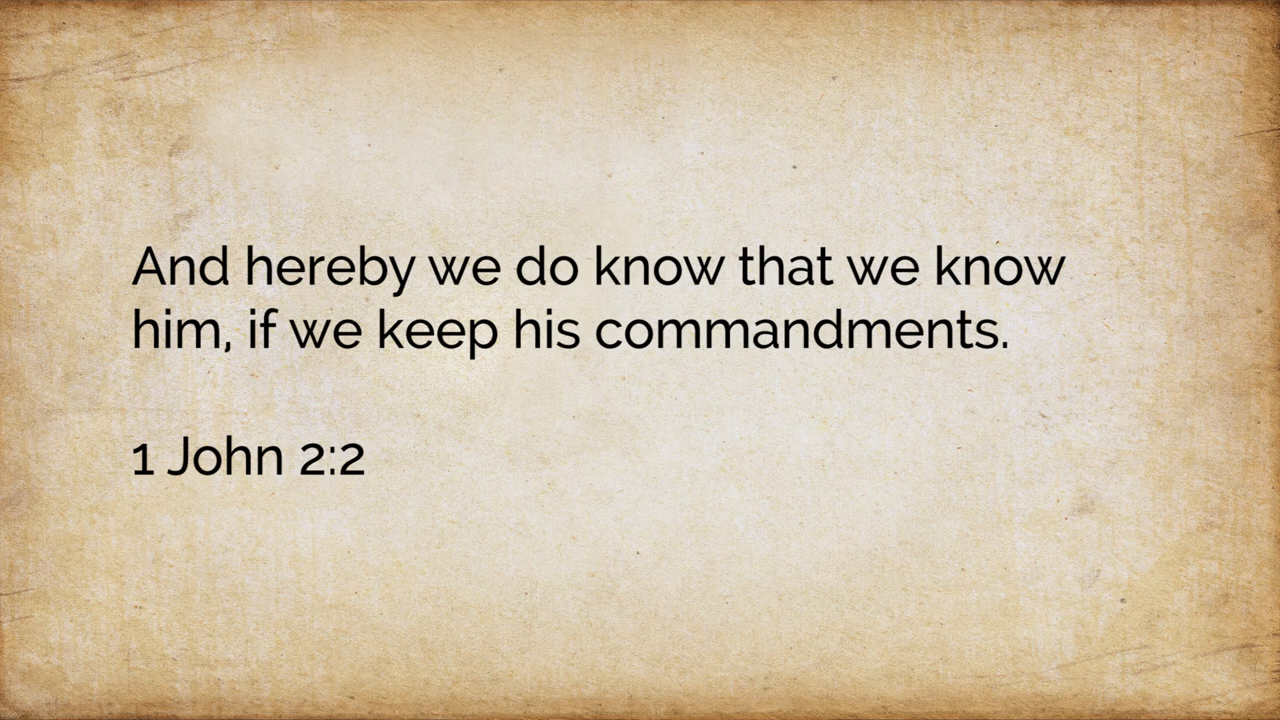 And hereby we do know that we know
him, if we keep his commandments.
1 John 2:2